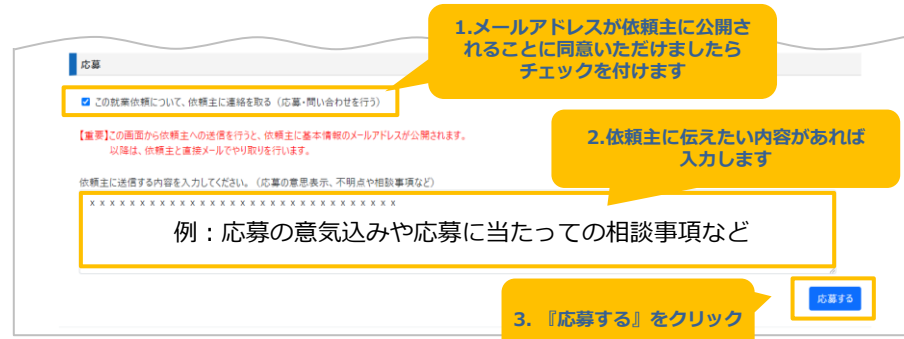 1.メールアドレスが依頼主に公開さ
れることに同意いただけましたら
チェックを付けます
応募
この就業依頼について、依頼主に連絡を取る（応募・問い合わせを行う）
【重要】この画面から依頼主への送信を行うと、依頼主に基本情報のメールアドレスが公開されます。
以降は、依頼主と直接メールでやり取りを行います。
2.依頼主に伝えたい内容があれば
入力します
依頼主に送信する内容を入力してください。（応募の意思表示、不明点や相談事項など）
ｘｘｘｘｘｘｘｘｘｘｘｘｘｘｘｘｘｘｘｘｘｘｘｘｘｘｘｘｘｘｘ
例：応募の意気込みや応募に当たっての相談事項など
応募する
3. 『応募する』をクリック